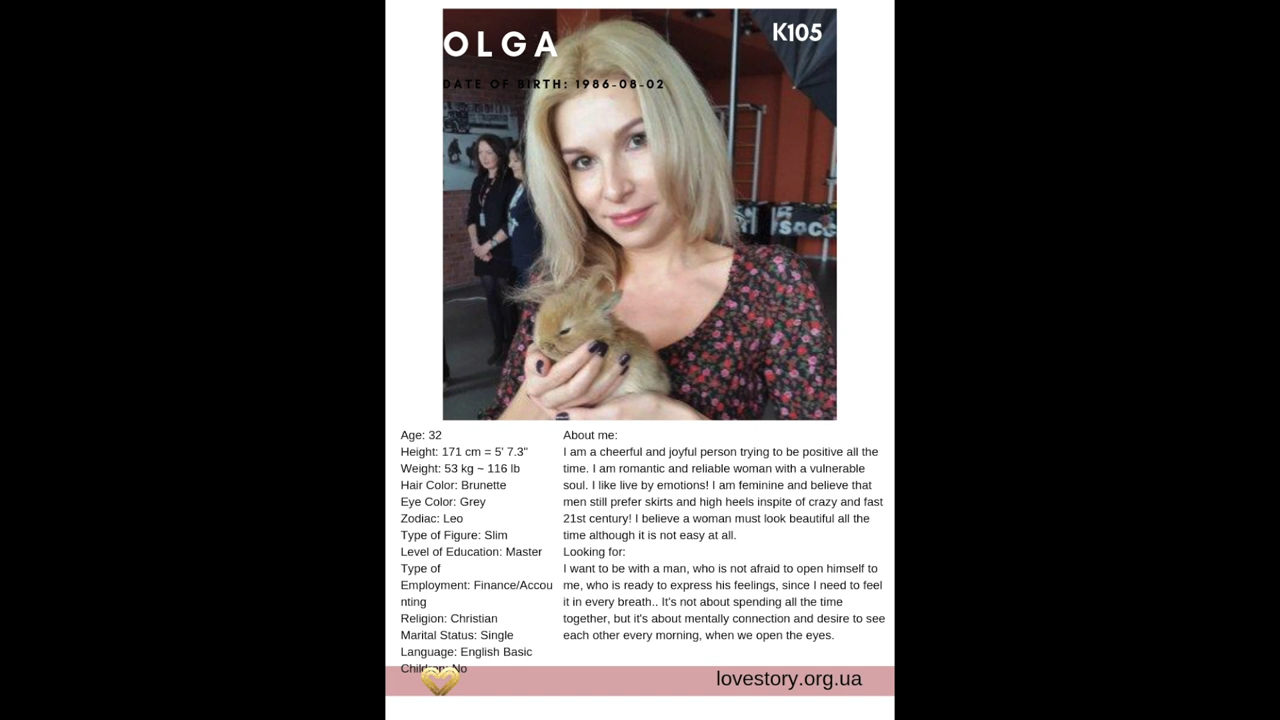 OLGA
K105
DATE OF BIRTH: 1986-08-02
SOCC
Age: 32
Height: 171 cm = 5' 7.3"
Weight: 53 kg ~ 116 lb
Hair Color: Brunette
Eye Color: Grey
Zodiac: Leo
Type of Figure: Slim
Level of Education: Master
Type of
Employment: Finance/Accou
nting
Religion: Christian
Marital Status: Single
Language: English Basic
Children: No
About me:
I am a cheerful and joyful person trying to be positive all the
time. I am romantic and reliable woman with a vulnerable
soul. I like live by emotions! I am feminine and believe that
men still prefer skirts and high heels inspite of crazy and fast
21st century! I believe a woman must look beautiful all the
time although it is not easy at all.
Looking for:
I want to be with a man, who is not afraid to open himself to
me, who is ready to express his feelings, since I need to feel
it in every breath.. It's not about spending all the time
together, but it's about mentally connection and desire to see
each other every morning, when we open the eyes.
lovestory.org.ua